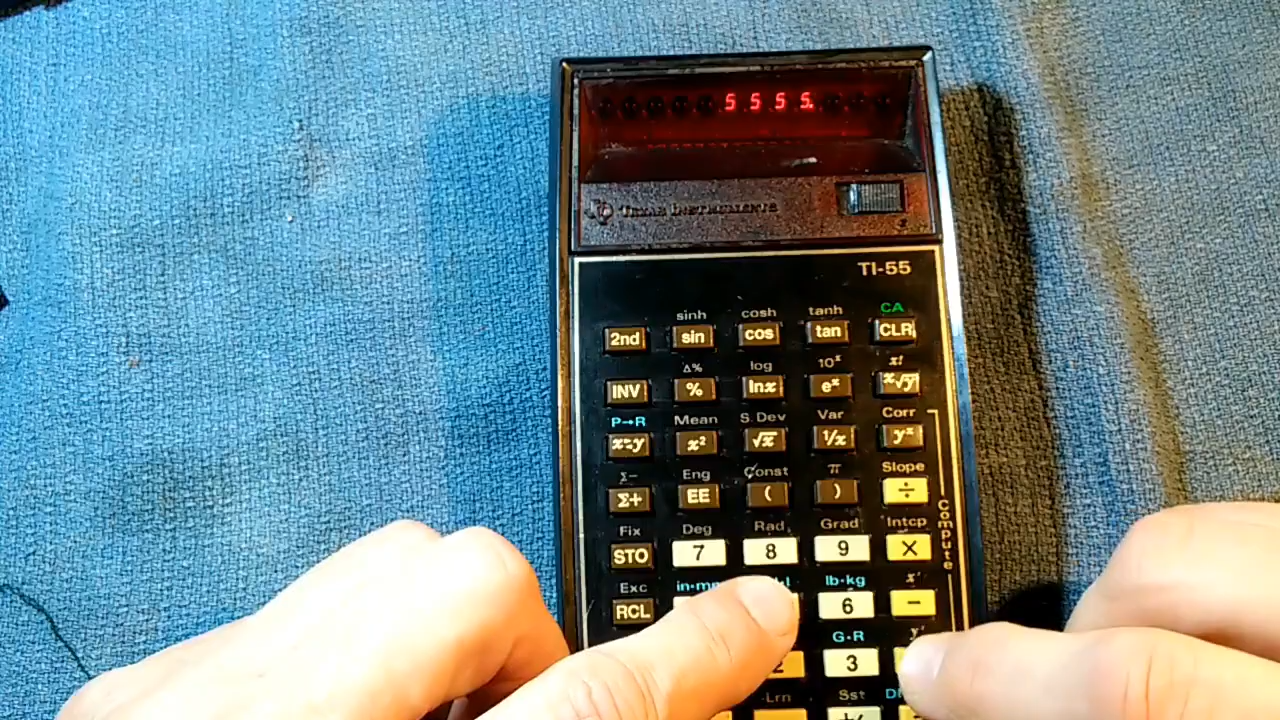 5555.
TEXAS INSTRUMENTS
TI-55
sinh cosh tanh CA
2nd sin cos tan CLR
Δ% log 10ˣ x!
INV % lnx eˣ ˣ√y
P→R Mean S.Dev Var Corr
x⇄y x² √x 1/x yˣ
Σ− Eng Const π Slope
Σ+ EE ( ) ÷
Fix Deg Rad Grad Intcp
STO 7 8 9 ×
Compute
Exc lb·kg x'
RCL 6 −
G·R y'
2 3
Lrn Sst
+/−